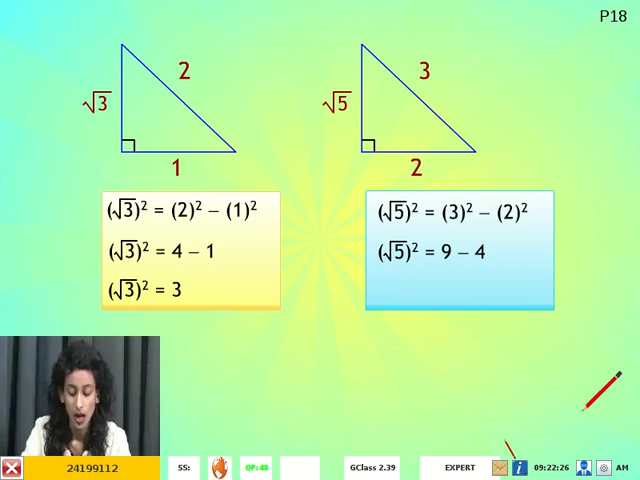 P18
2
√3
1
3
√5
2
(√3)² = (2)² – (1)²
(√3)² = 4 – 1
(√3)² = 3
(√5)² = (3)² – (2)²
(√5)² = 9 – 4
24199112 SS: QF:48 GClass 2.39 EXPERT 09:22:26 AM